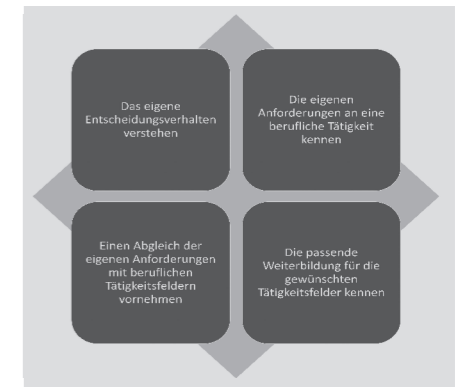 Das eigene
Entscheidungsverhalten
verstehen
Die eigenen
Anforderungen an eine
berufliche Tätigkeit
kennen
Einen Abgleich der
eigenen Anforderungen
mit beruflichen
Tätigkeitsfeldern
vornehmen
Die passende
Weiterbildung für die
gewünschten
Tätigkeitsfelder kennen